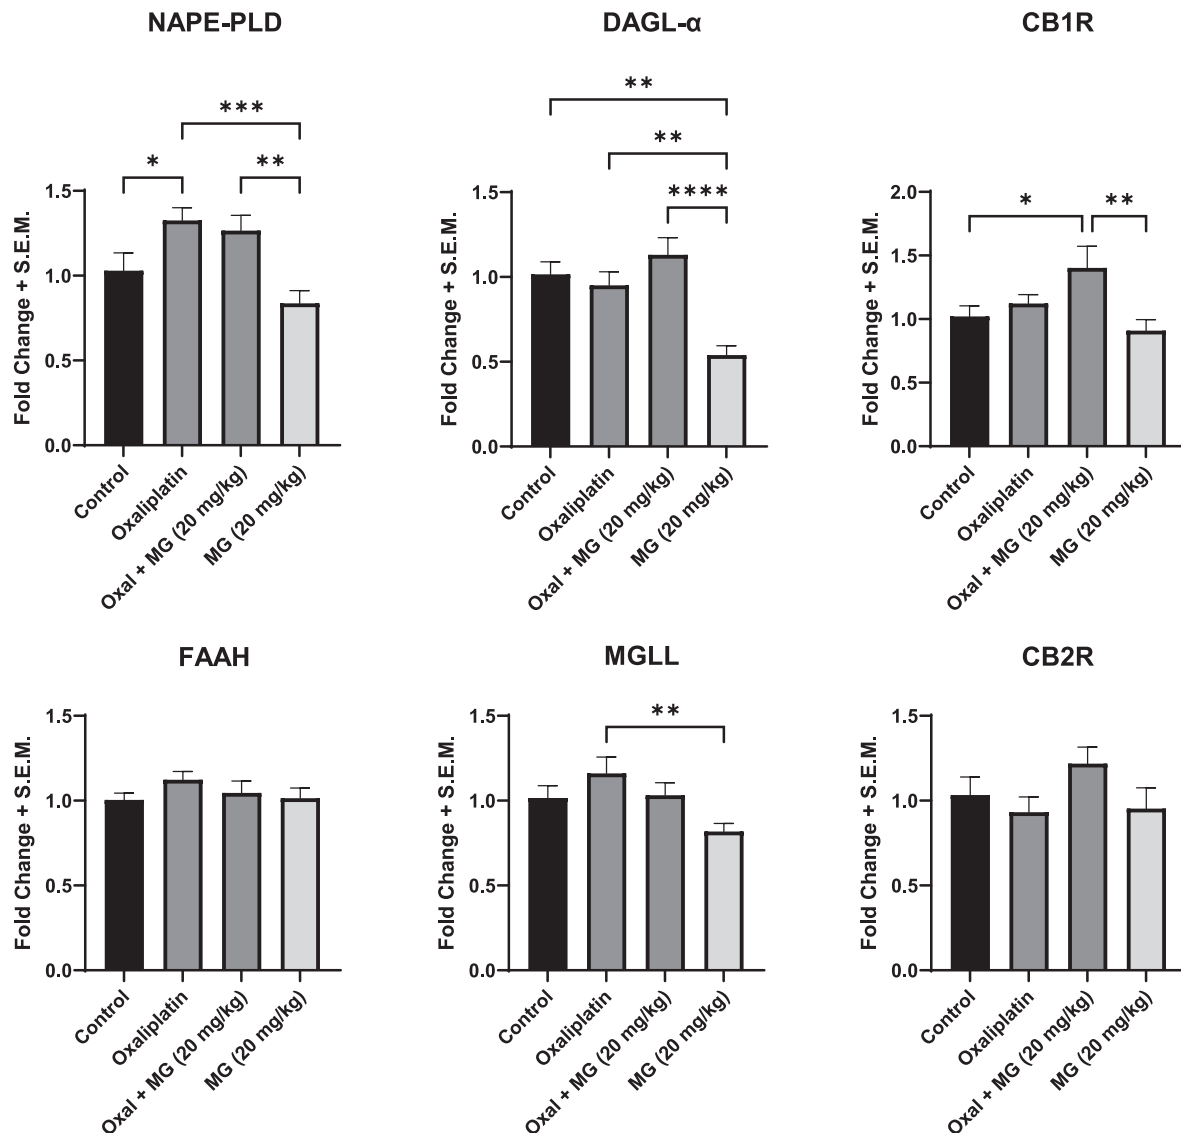 NAPE-PLD
***
*
**
Fold Change + S.E.M.
1.5
1.0
0.5
0.0
Control
Oxaliplatin
Oxal + MG (20 mg/kg)
MG (20 mg/kg)
DAGL-α
**
**
****
Fold Change + S.E.M.
1.5
1.0
0.5
0.0
Control
Oxaliplatin
Oxal + MG (20 mg/kg)
MG (20 mg/kg)
CB1R
*
**
Fold Change + S.E.M.
2.0
1.5
1.0
0.5
0.0
Control
Oxaliplatin
Oxal + MG (20 mg/kg)
MG (20 mg/kg)
FAAH
Fold Change + S.E.M.
1.5
1.0
0.5
0.0
Control
Oxaliplatin
Oxal + MG (20 mg/kg)
MG (20 mg/kg)
MGLL
**
Fold Change + S.E.M.
1.5
1.0
0.5
0.0
Control
Oxaliplatin
Oxal + MG (20 mg/kg)
MG (20 mg/kg)
CB2R
Fold Change + S.E.M.
1.5
1.0
0.5
0.0
Control
Oxaliplatin
Oxal + MG (20 mg/kg)
MG (20 mg/kg)